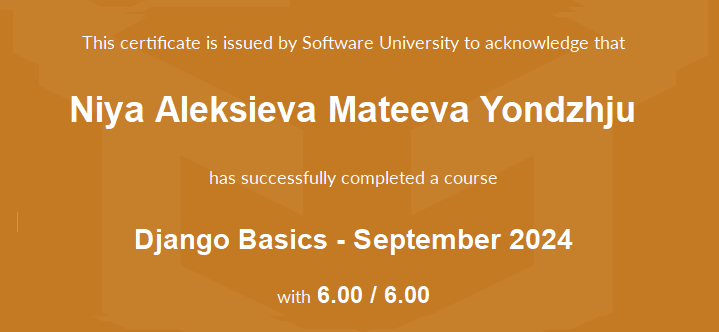 This certificate is issued by Software University to acknowledge that
Niya Aleksieva Mateeva Yondzhju
has successfully completed a course
Django Basics - September 2024
with 6.00 / 6.00